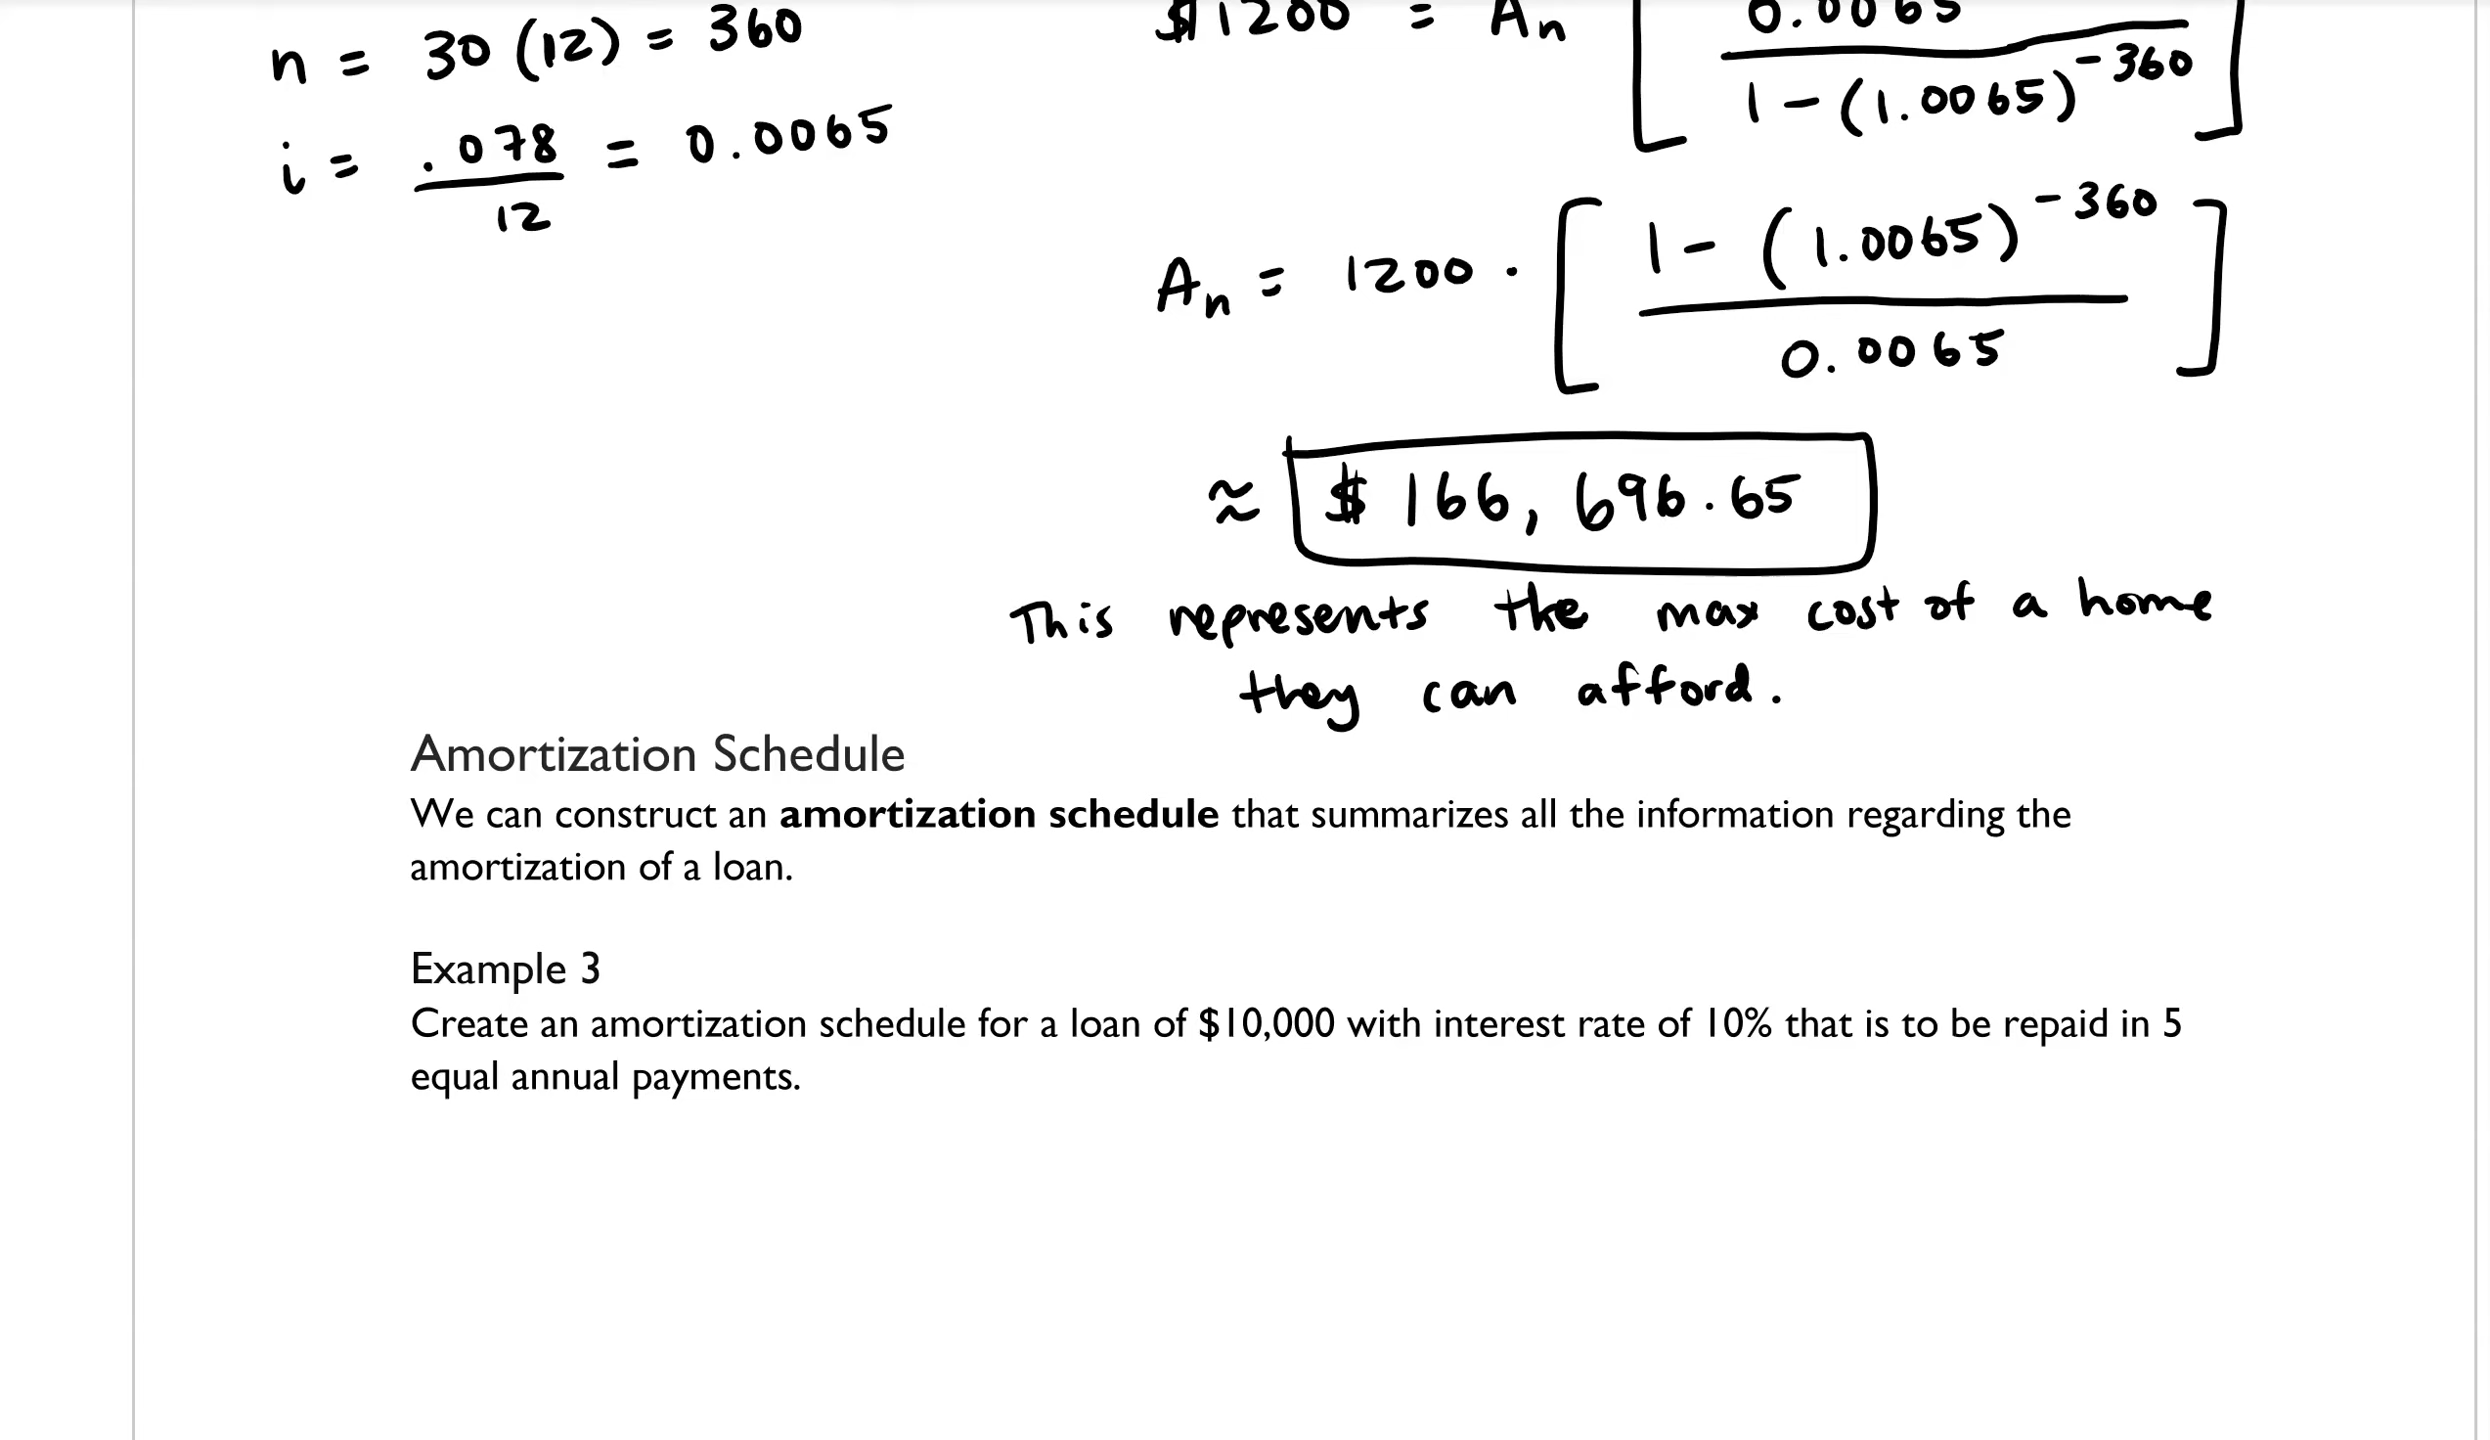 n = 30 (12) = 360
i = .078 / 12 = 0.0065
$1200 = An [ 0.0065 / 1 - (1.0065)^-360 ]
An = 1200 · [ 1 - (1.0065)^-360 / 0.0065 ]
≈ $ 166, 696.65
This represents the max cost of a home
they can afford.
Amortization Schedule
We can construct an amortization schedule that summarizes all the information regarding the
amortization of a loan.
Example 3
Create an amortization schedule for a loan of $10,000 with interest rate of 10% that is to be repaid in 5
equal annual payments.